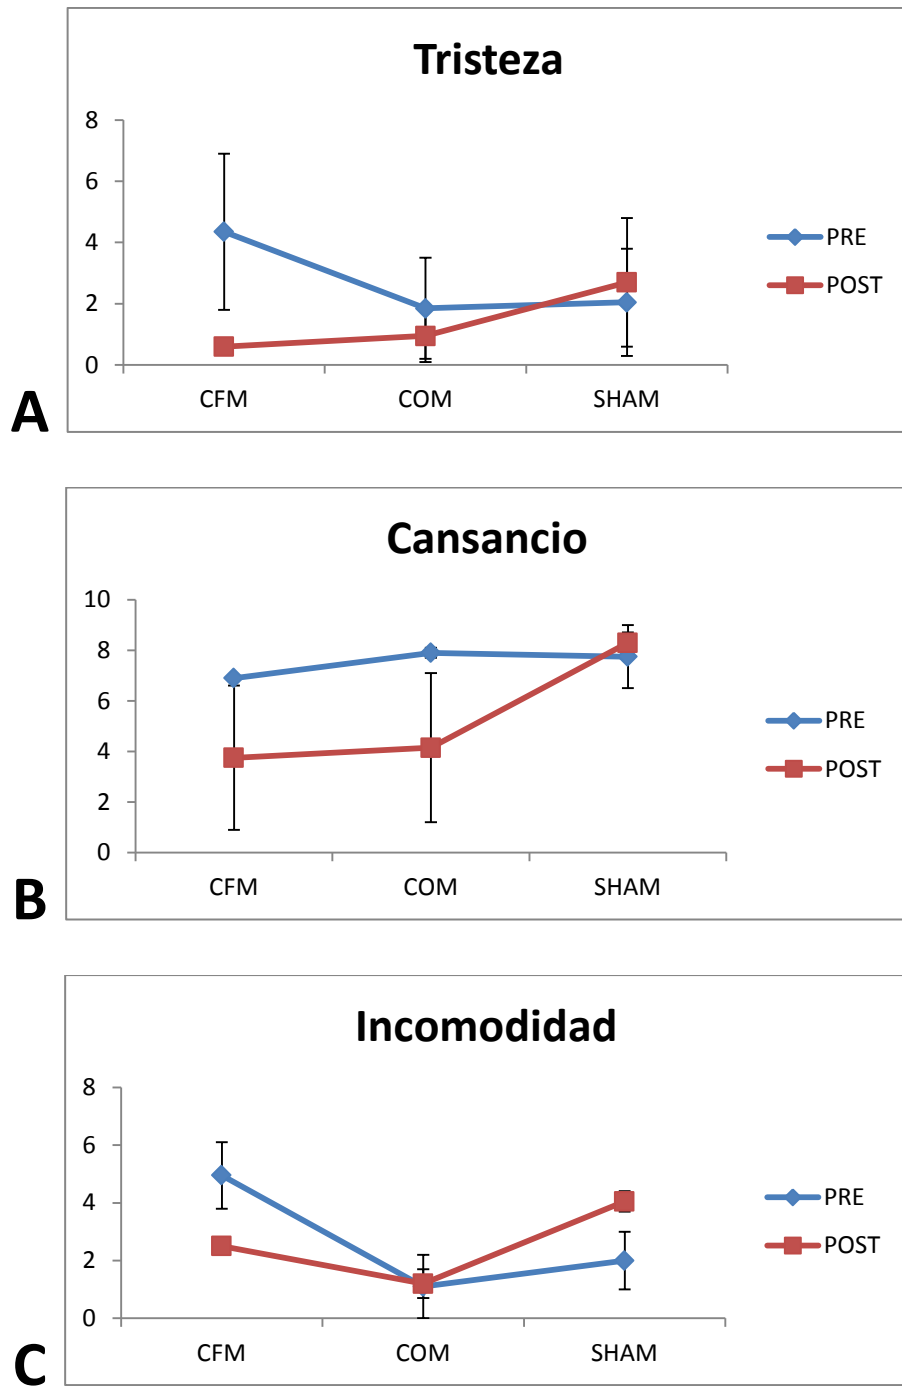 Tristeza
8
6
4
2
0
CFM COM SHAM
PRE
POST
A
Cansancio
10
8
6
4
2
0
CFM COM SHAM
PRE
POST
B
Incomodidad
8
6
4
2
0
CFM COM SHAM
PRE
POST
C